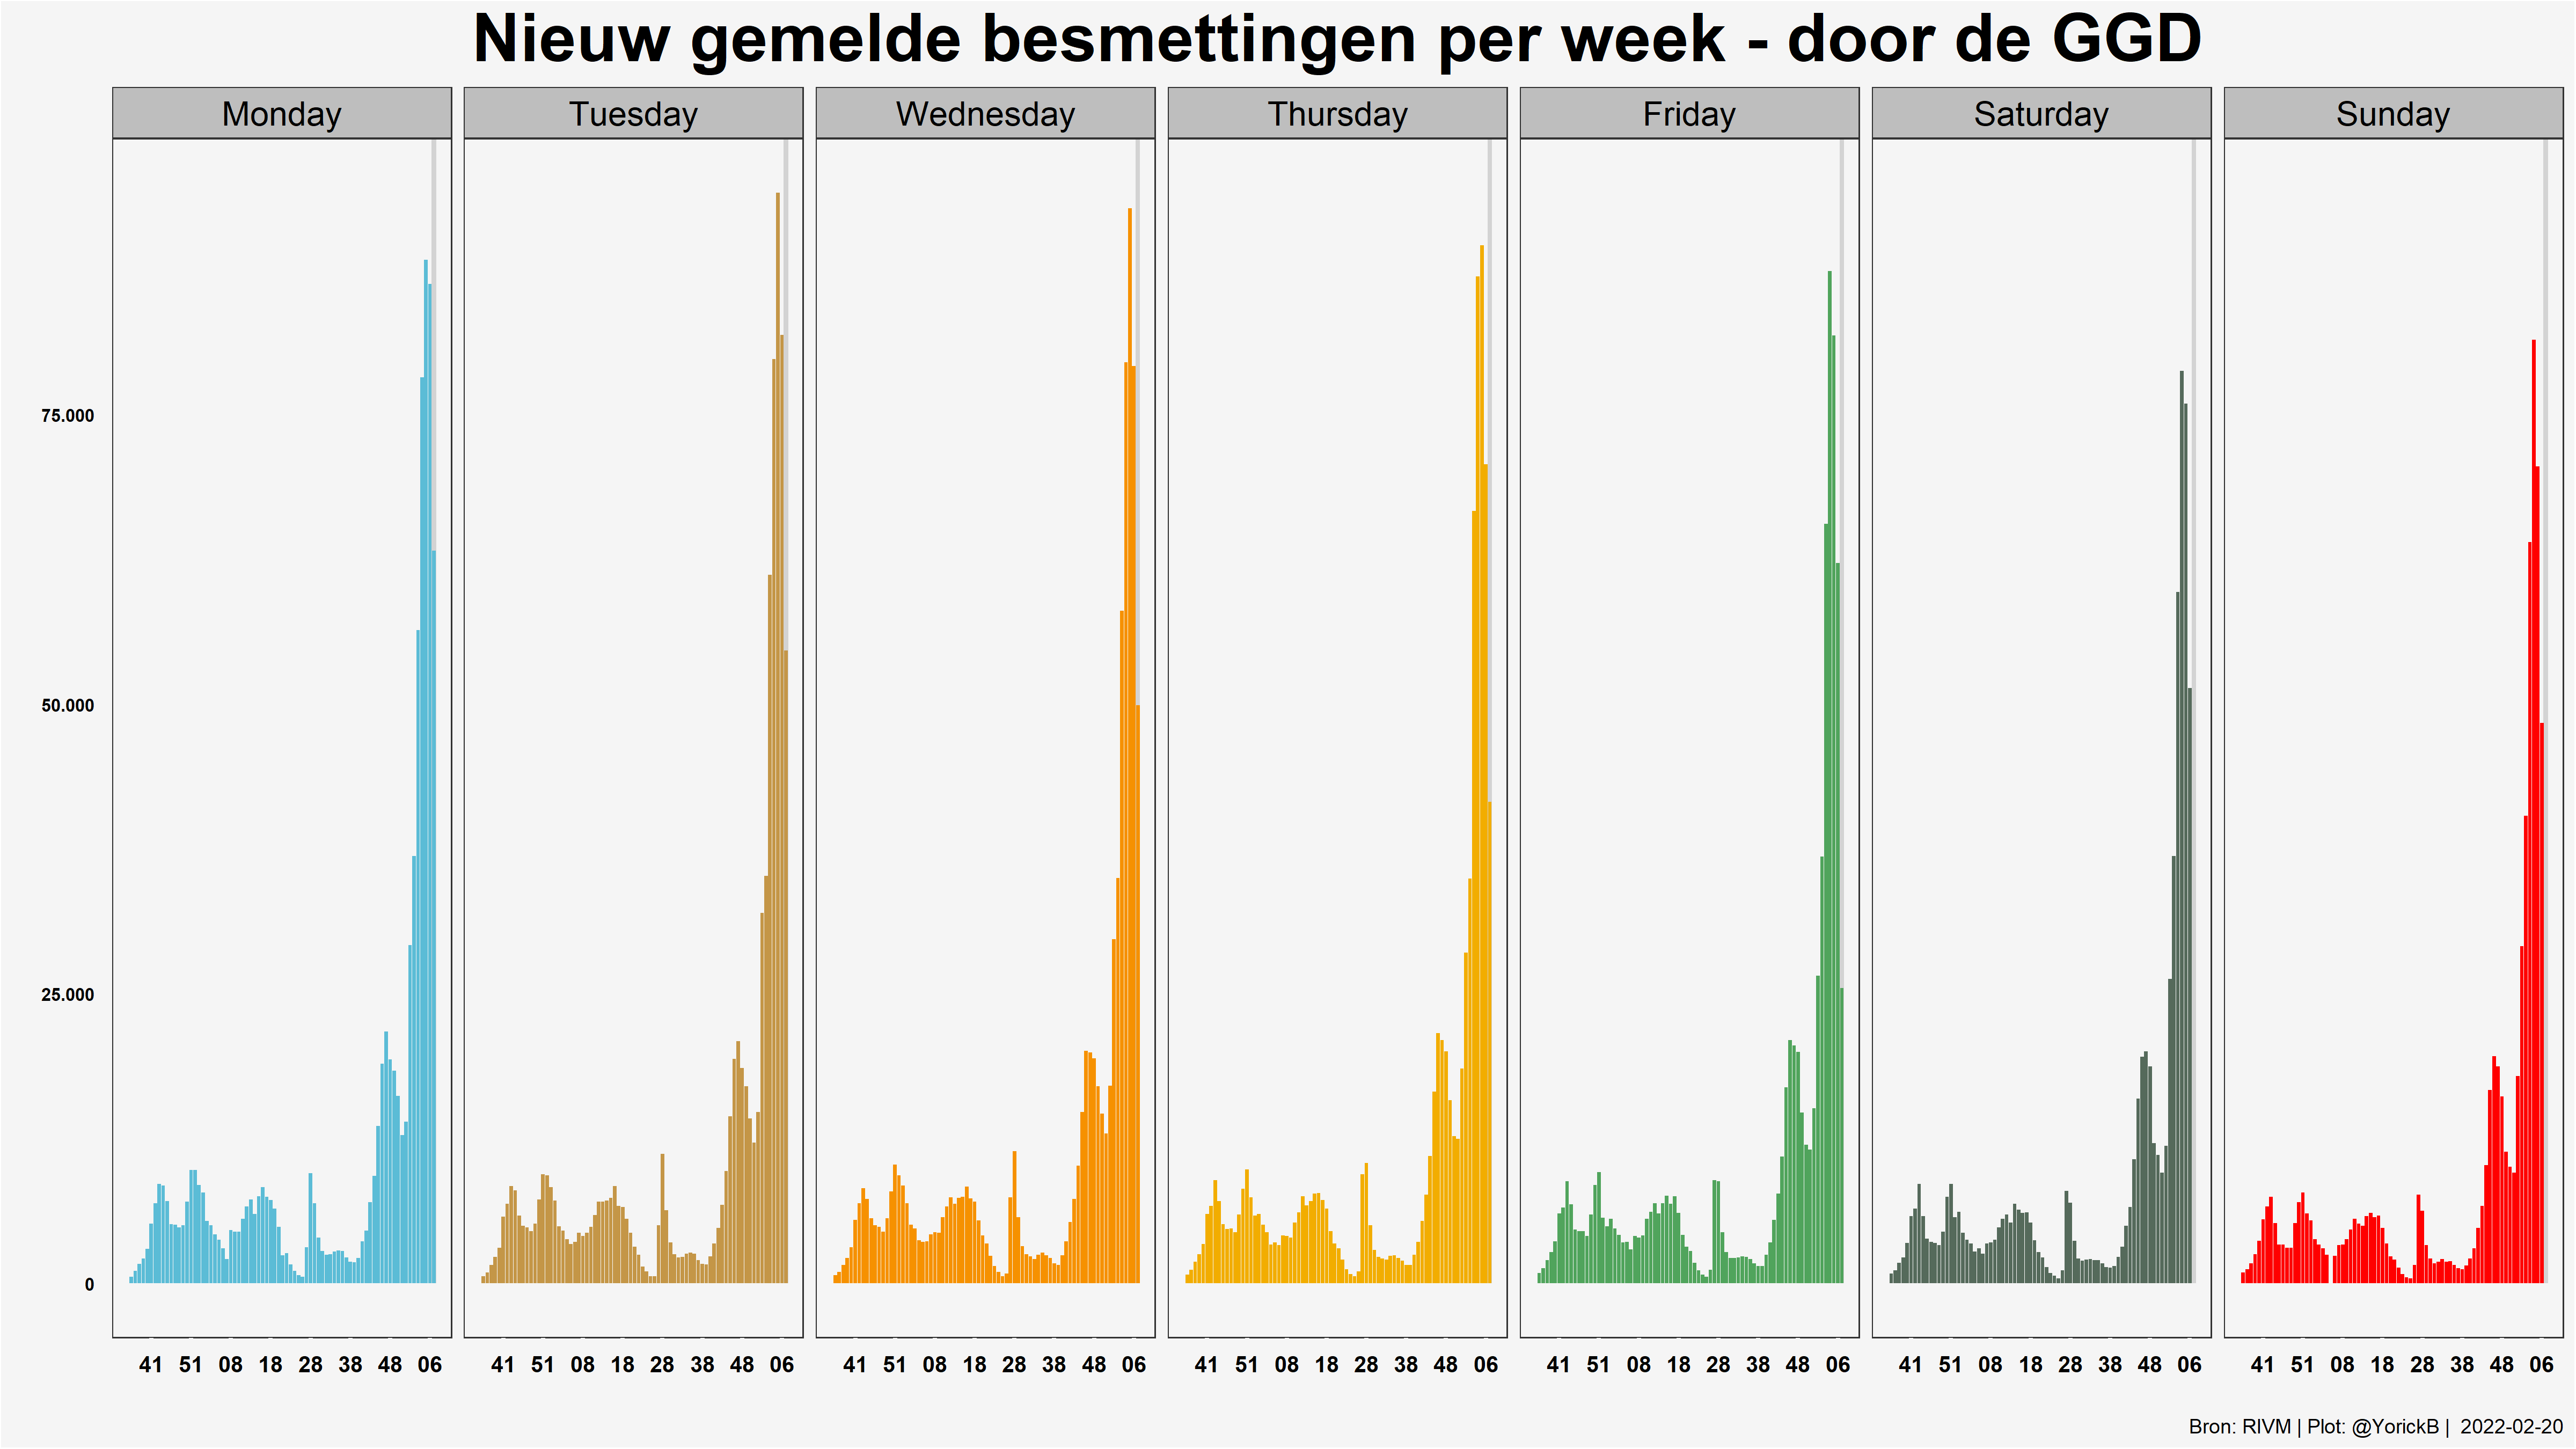 Nieuw gemelde besmettingen per week - door de GGD
Monday Tuesday Wednesday Thursday Friday Saturday Sunday
75.000
50.000
25.000
0
41 51 08 18 28 38 48 06 41 51 08 18 28 38 48 06 41 51 08 18 28 38 48 06 41 51 08 18 28 38 48 06 41 51 08 18 28 38 48 06 41 51 08 18 28 38 48 06 41 51 08 18 28 38 48 06
Bron: RIVM | Plot: @YorickB | 2022-02-20